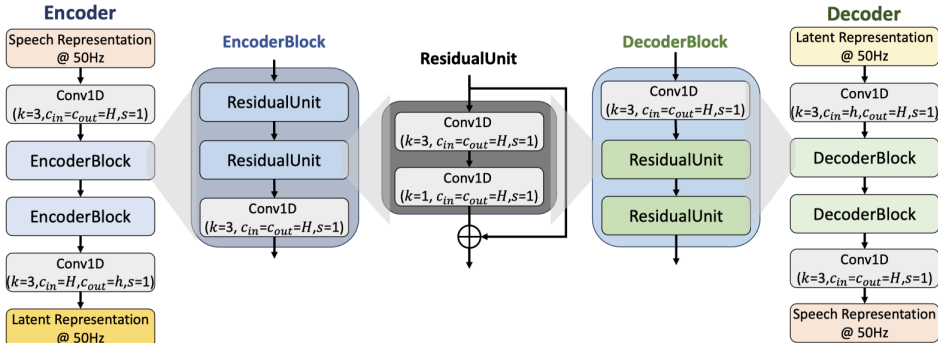 Encoder
Speech Representation
@ 50Hz
Conv1D
(k=3,c_in=c_out=H,s=1)
EncoderBlock
EncoderBlock
Conv1D
(k=3,c_in=H,c_out=h,s=1)
Latent Representation
@ 50Hz
EncoderBlock
ResidualUnit
ResidualUnit
Conv1D
(k=3, c_in=c_out=H,s=1)
ResidualUnit
Conv1D
(k=3, c_in=c_out=H,s=1)
Conv1D
(k=1, c_in=c_out=H,s=1)
DecoderBlock
Conv1D
(k=3, c_in=c_out=H,s=1)
ResidualUnit
ResidualUnit
Decoder
Latent Representation
@ 50Hz
Conv1D
(k=3,c_in=h,c_out=H,s=1)
DecoderBlock
DecoderBlock
Conv1D
(k=3,c_in=c_out=H,s=1)
Speech Representation
@ 50Hz